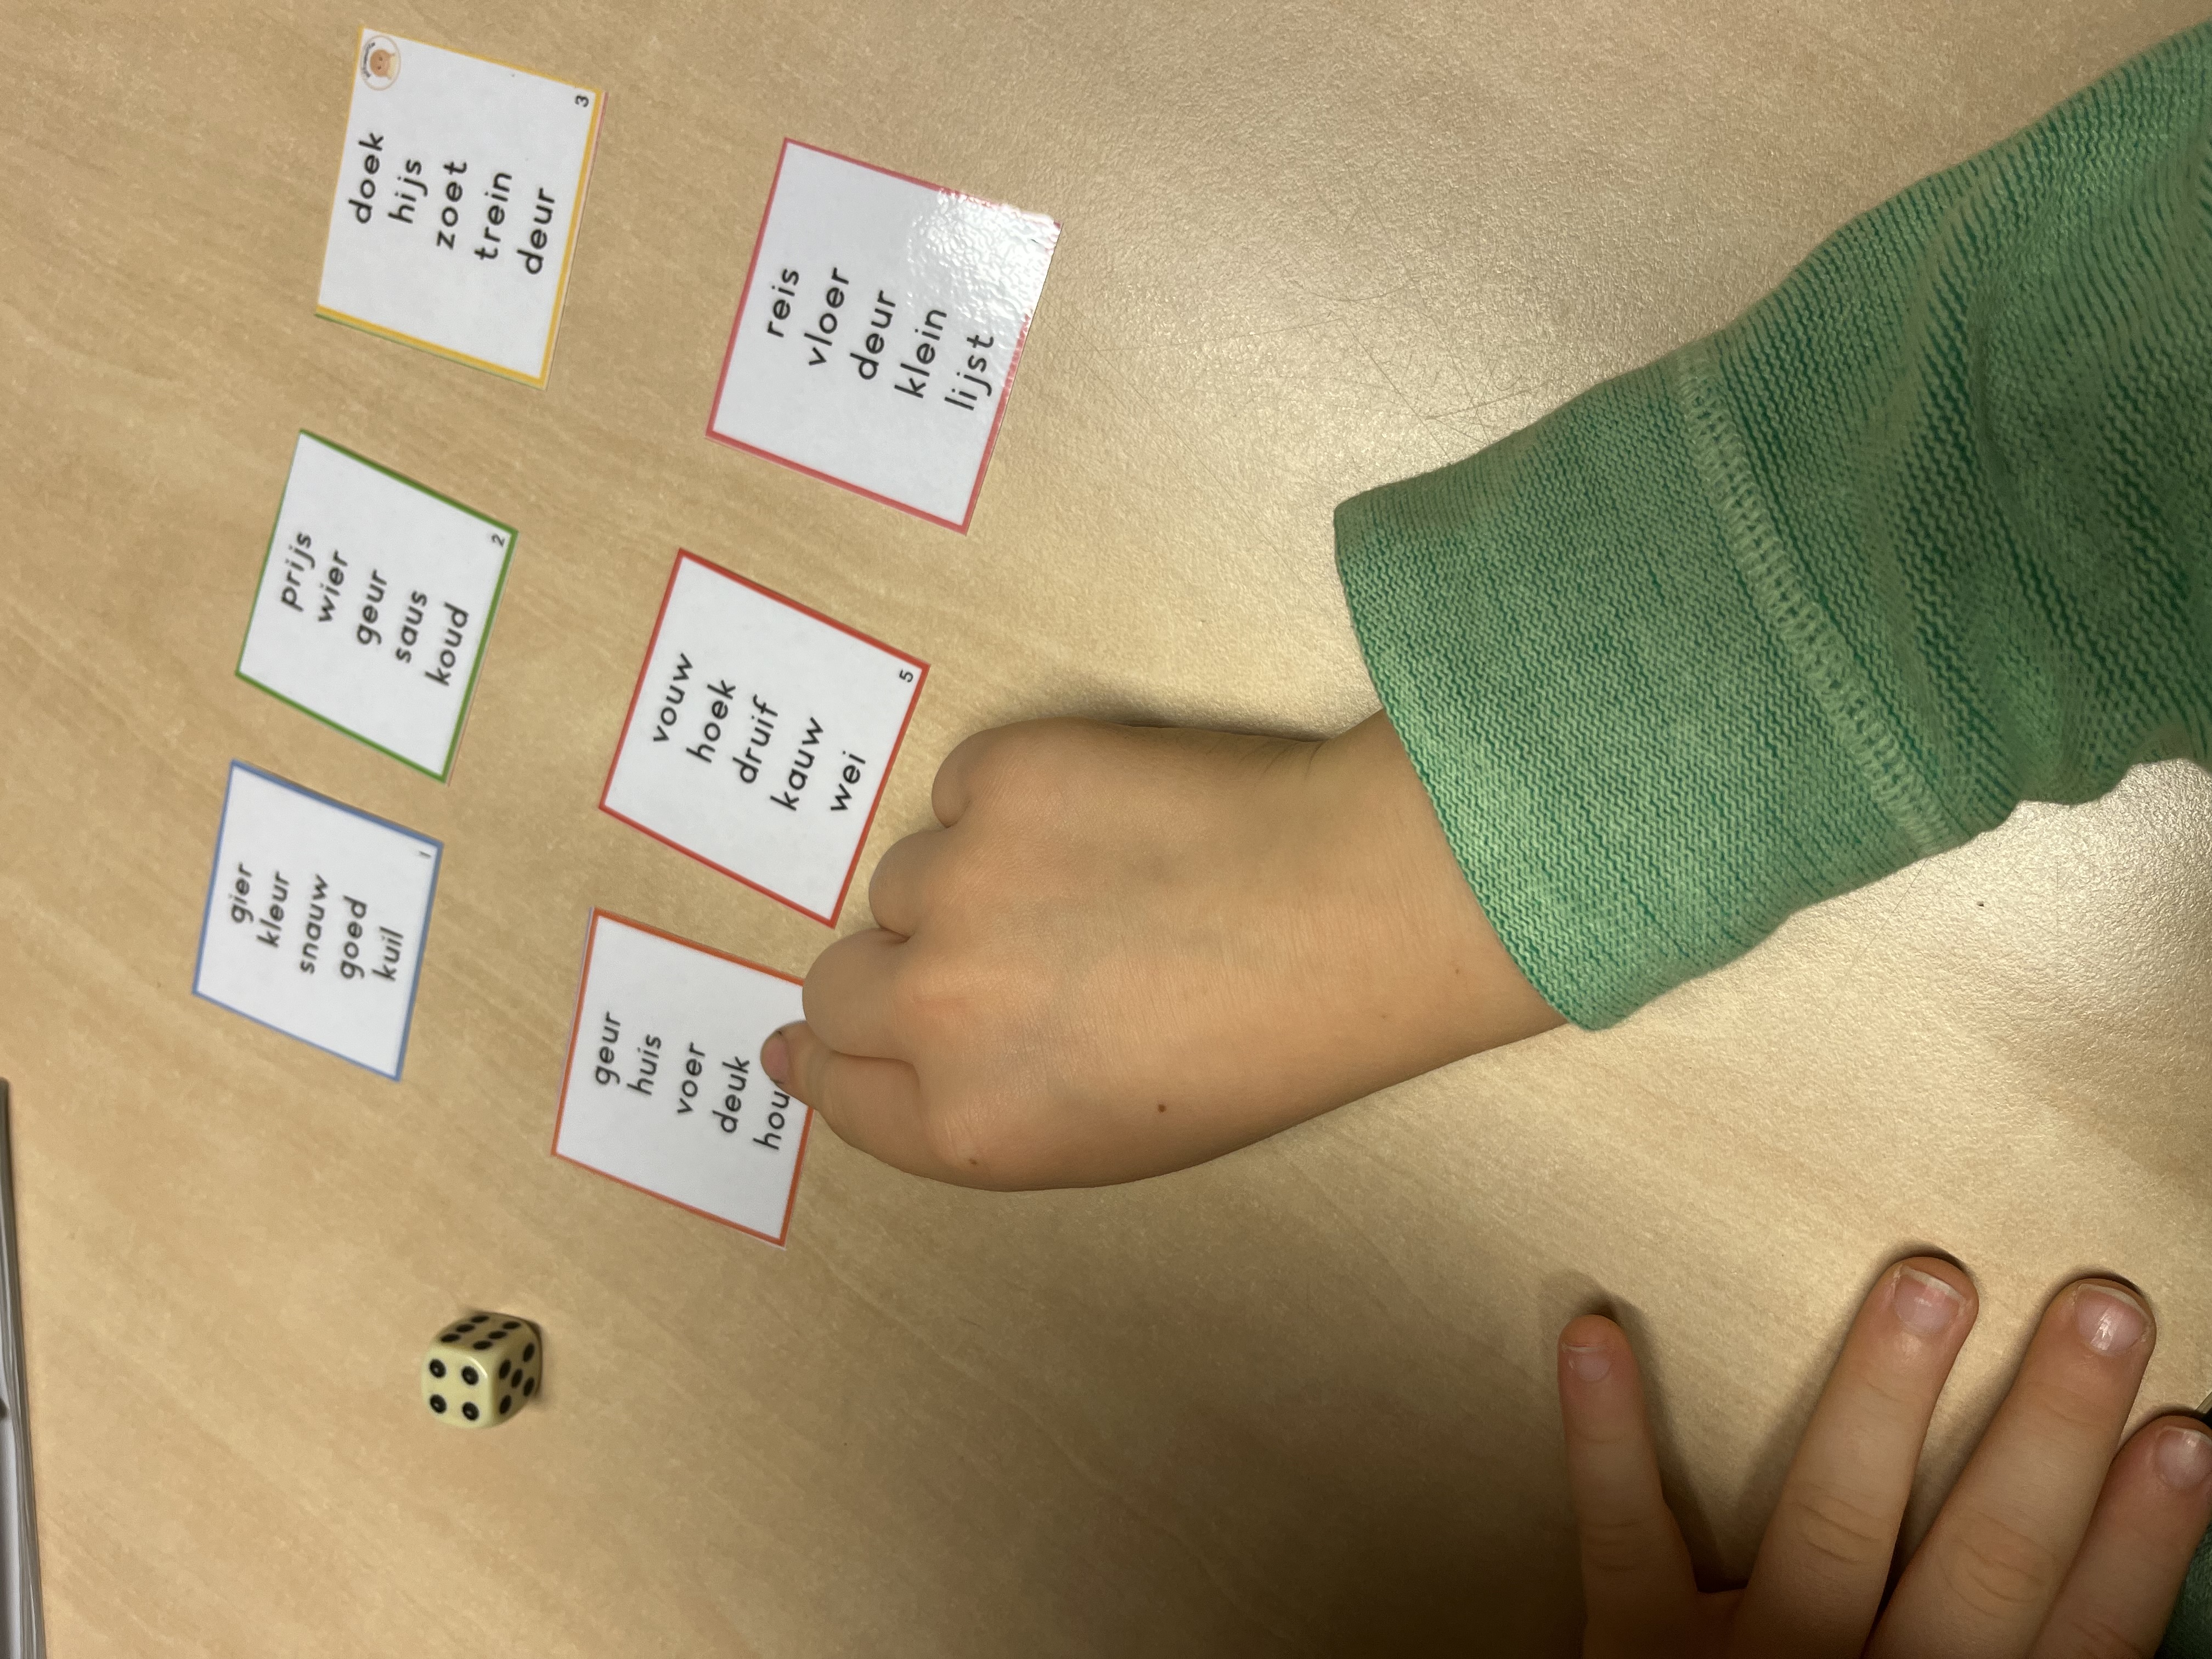 gier
kleur
snauw
goed
kuil
1
prijs
wier
geur
saus
koud
2
doek
hijs
zoet
trein
deur
3
geur
huis
voer
deuk
vouw
hoek
druif
kauw
wei
5
reis
vloer
deur
klein
lijst